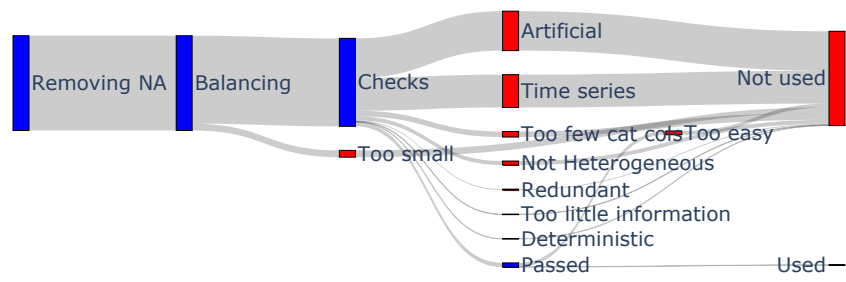 Artificial
Not used
Removing NA
Balancing
Checks
Time series
Too few cat cols
Too easy
Too small
Not Heterogeneous
Redundant
Too little information
Deterministic
Passed
Used